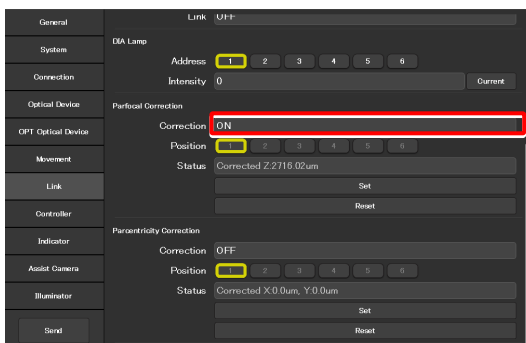 General
System
Connection
Optical Device
OPT Optical Device
Movement
Link
Controller
Indicator
Assist Camera
Illuminator
Send
Link OFF
DIA Lamp
Address 1 2 3 4 5 6
Intensity 0 Current
Parfocal Correction
Correction ON
Position 1 2 3 4 5 6
Status Corrected Z:2716.02um
Set
Reset
Parcentricity Correction
Correction OFF
Position 1 2 3 4 5 6
Status Corrected X:0.0um, Y:0.0um
Set
Reset